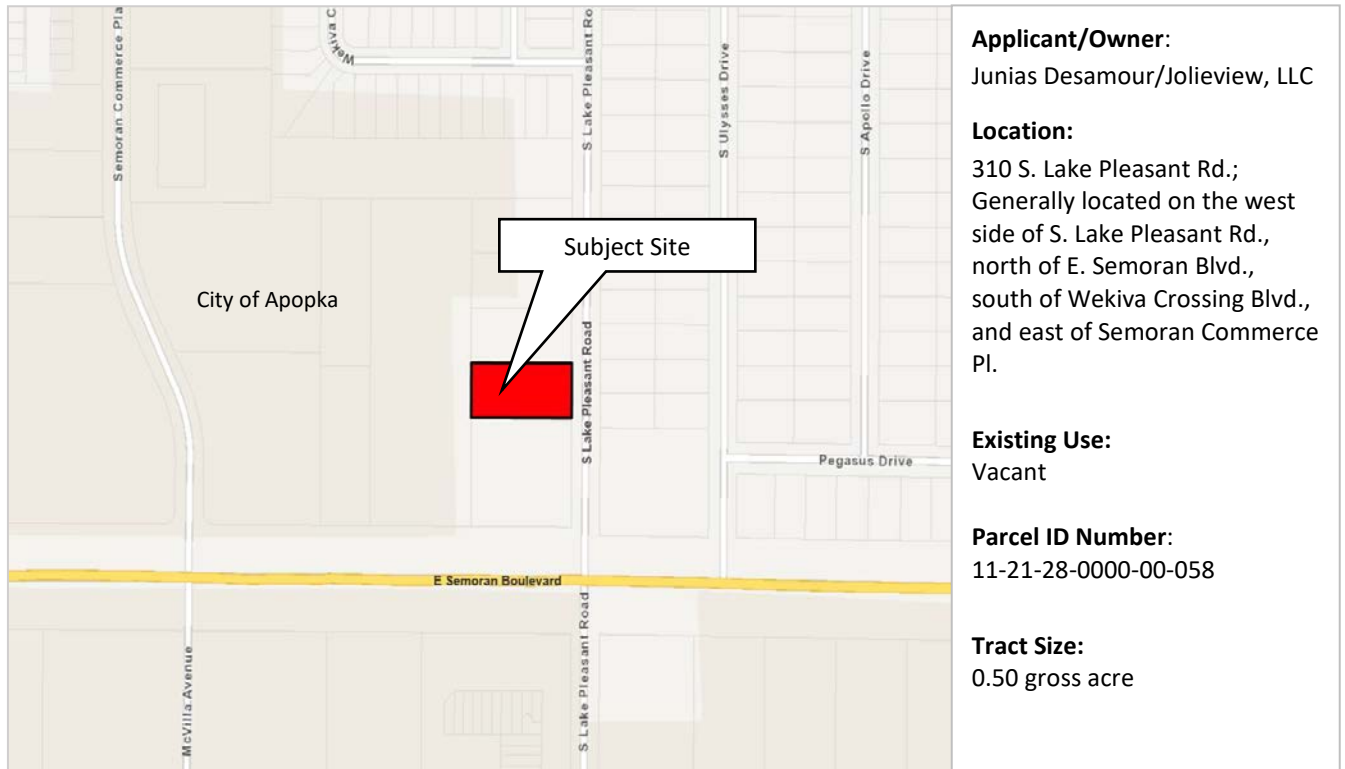 Semoran Commerce Pla
Wekiva C
S Lake Pleasant Ro
S Ulysses Drive
S Apollo Drive
Subject Site
City of Apopka
S Lake Pleasant Road
Pegasus Drive
E Semoran Boulevard
McVilla Avenue
S Lake Pleasant Road
Applicant/Owner:
Junias Desamour/Jolieview, LLC
Location:
310 S. Lake Pleasant Rd.;
Generally located on the west
side of S. Lake Pleasant Rd.,
north of E. Semoran Blvd.,
south of Wekiva Crossing Blvd.,
and east of Semoran Commerce
Pl.
Existing Use:
Vacant
Parcel ID Number:
11-21-28-0000-00-058
Tract Size:
0.50 gross acre